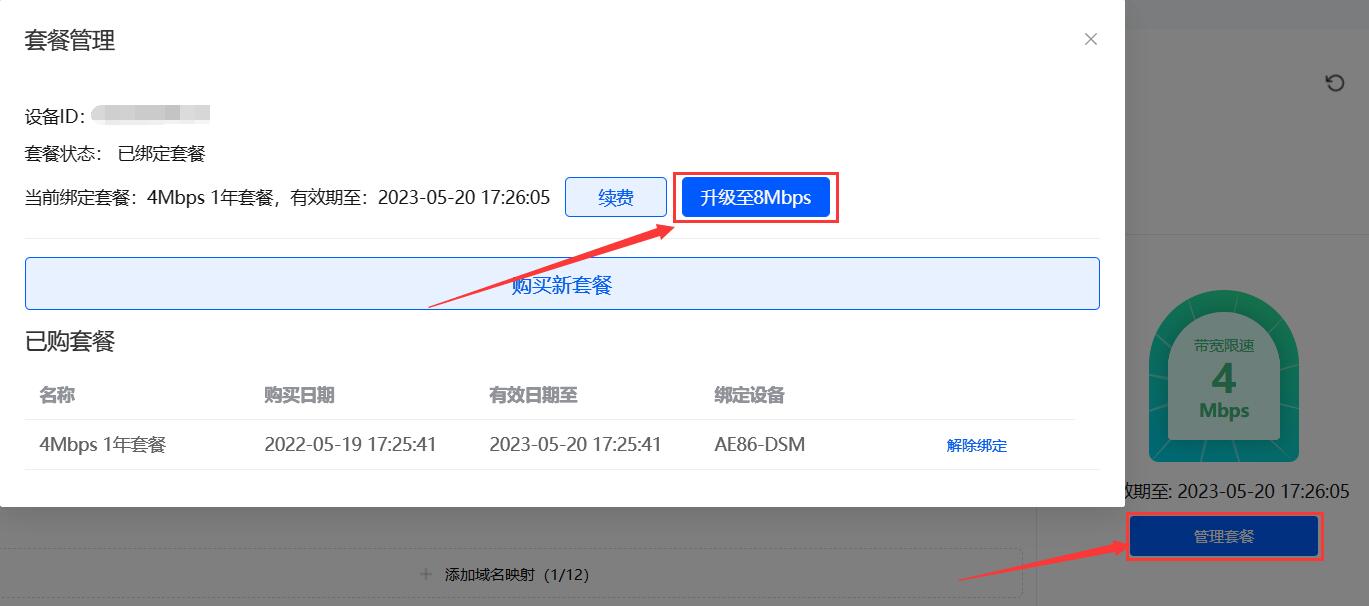 套餐管理
设备ID：
套餐状态： 已绑定套餐
当前绑定套餐：4Mbps 1年套餐，有效期至：2023-05-20 17:26:05 续费 升级至8Mbps
购买新套餐
已购套餐
名称 购买日期 有效日期至 绑定设备
4Mbps 1年套餐 2022-05-19 17:25:41 2023-05-20 17:25:41 AE86-DSM 解除绑定
带宽限速
4
Mbps
效期至: 2023-05-20 17:26:05
管理套餐
添加域名映射（1/12）